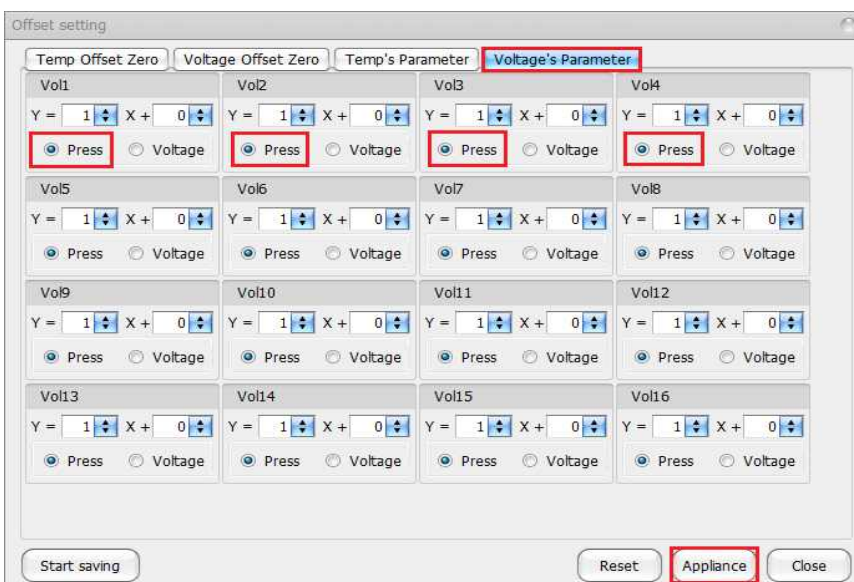 Offset setting
Temp Offset Zero Voltage Offset Zero Temp's Parameter Voltage's Parameter
Vol1 Vol2 Vol3 Vol4
Y = 1 X + 0 Y = 1 X + 0 Y = 1 X + 0 Y = 1 X + 0
Press Voltage Press Voltage Press Voltage Press Voltage
Vol5 Vol6 Vol7 Vol8
Y = 1 X + 0 Y = 1 X + 0 Y = 1 X + 0 Y = 1 X + 0
Press Voltage Press Voltage Press Voltage Press Voltage
Vol9 Vol10 Vol11 Vol12
Y = 1 X + 0 Y = 1 X + 0 Y = 1 X + 0 Y = 1 X + 0
Press Voltage Press Voltage Press Voltage Press Voltage
Vol13 Vol14 Vol15 Vol16
Y = 1 X + 0 Y = 1 X + 0 Y = 1 X + 0 Y = 1 X + 0
Press Voltage Press Voltage Press Voltage Press Voltage
Start saving Reset Appliance Close